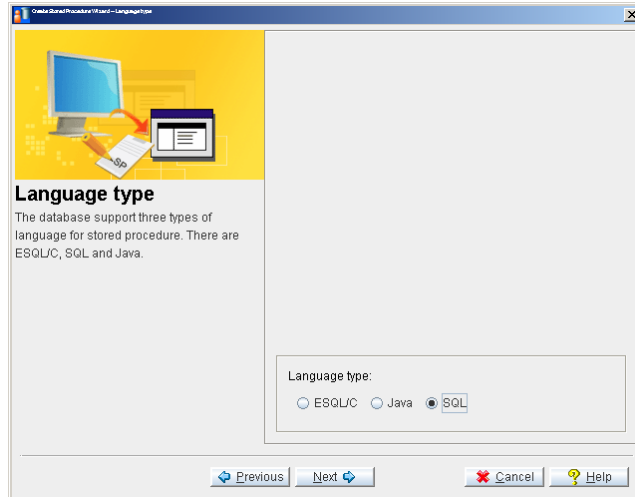 Create Stored Procedure Wizard -- Language type
SP
Language type
The database support three types of
language for stored procedure. There are
ESQL/C, SQL and Java.
Language type:
ESQL/C Java SQL
Previous Next Cancel Help